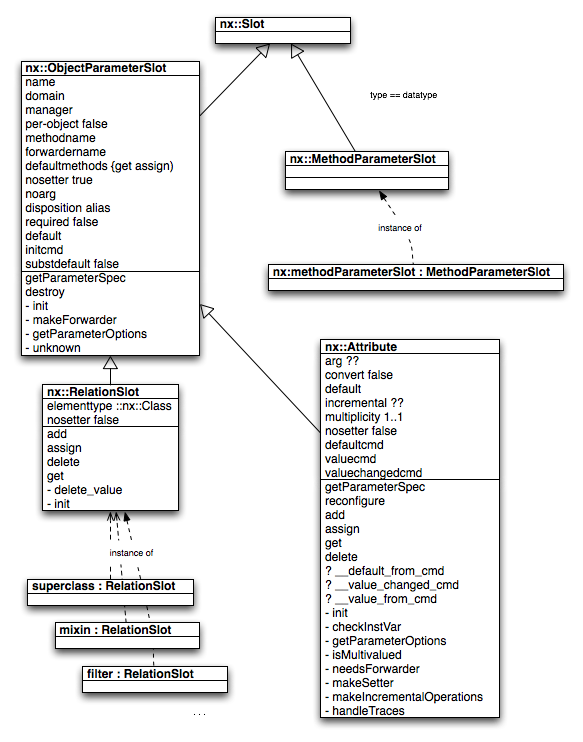 nx::Slot
nx::ObjectParameterSlot
name
domain
manager
per-object false
methodname
forwardername
defaultmethods {get assign)
nosetter true
noarg
disposition alias
required false
default
initcmd
substdefault false
getParameterSpec
destroy
- init
- makeForwarder
- getParameterOptions
- unknown
type == datatype
nx::MethodParameterSlot
instance of
nx:methodParameterSlot : MethodParameterSlot
nx::RelationSlot
elementtype ::nx::Class
nosetter false
add
assign
delete
get
- delete_value
- init
instance of
superclass : RelationSlot
mixin : RelationSlot
filter : RelationSlot
. . .
nx::Attribute
arg ??
convert false
default
incremental ??
multiplicity 1..1
nosetter false
defaultcmd
valuecmd
valuechangedcmd
getParameterSpec
reconfigure
add
assign
get
delete
? __default_from_cmd
? __value_changed_cmd
? __value_from_cmd
- init
- checkInstVar
- getParameterOptions
- isMultivalued
- needsForwarder
- makeSetter
- makeIncrementalOperations
- handleTraces